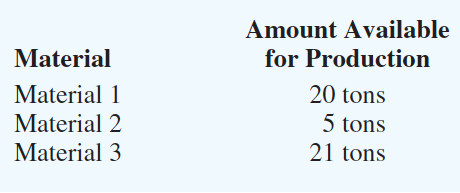 Amount Available
Material for Production
Material 1 20 tons
Material 2 5 tons
Material 3 21 tons